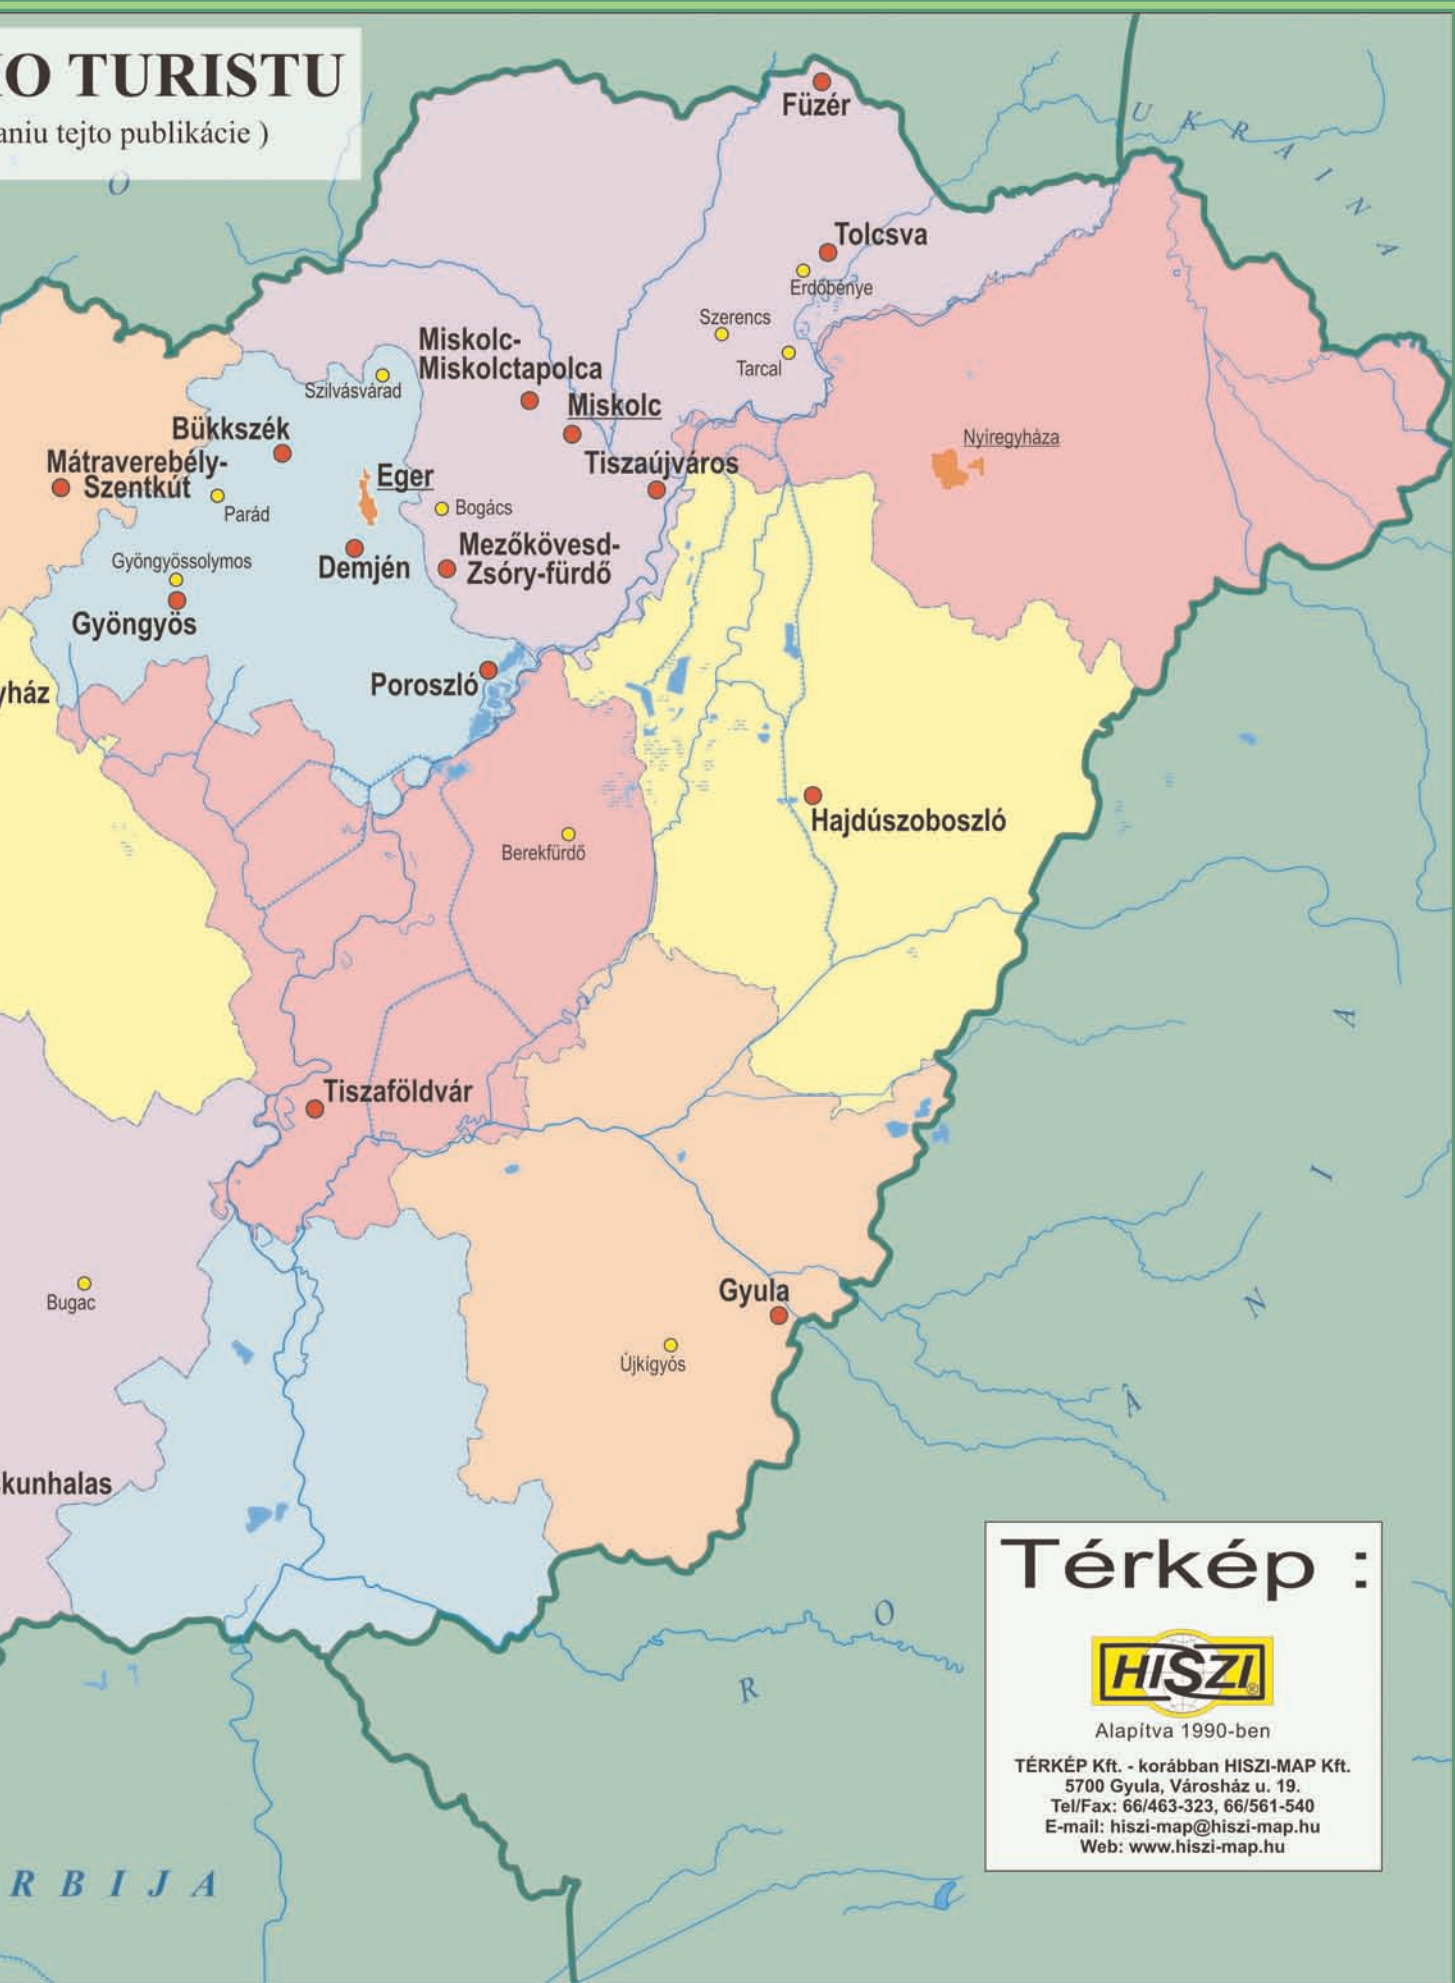 IO TURISTU
aniu tejto publikácie )
O
UKRAINA
Füzér
Tolcsva
Erdőbénye
Szerencs
Tarcal
Miskolc-
Miskolctapolca
Szilvásvárad
Miskolc
Bükkszék
Mátraverebély-
Szentkút
Eger
Tiszaújváros
Nyíregyháza
Parád
Bogács
Mezőkövesd-
Zsóry-fürdő
Gyöngyössolymos
Demjén
Gyöngyös
Poroszló
yház
Hajdúszoboszló
Berekfürdő
Tiszaföldvár
Bugac
Gyula
Újkígyós
kunhalas
R O Â N I A
R B I J A
Térkép :
HISZI ®
Alapítva 1990-ben
TÉRKÉP Kft. - korábban HISZI-MAP Kft.
5700 Gyula, Városház u. 19.
Tel/Fax: 66/463-323, 66/561-540
E-mail: hiszi-map@hiszi-map.hu
Web: www.hiszi-map.hu